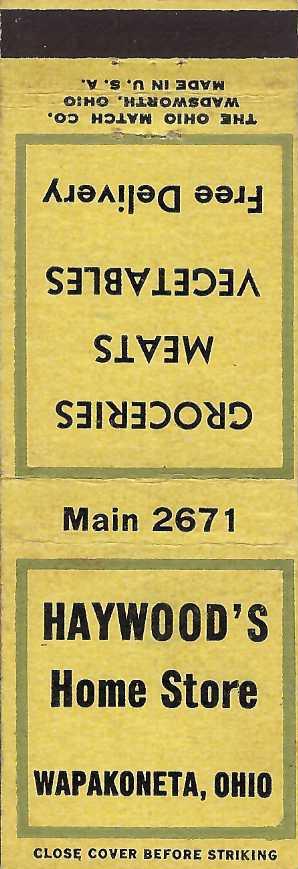 THE OHIO MATCH CO.
WADSWORTH, OHIO
MADE IN U. S. A.
GROCERIES
MEATS
VEGETABLES
Free Delivery
Main 2671
HAYWOOD'S
Home Store
WAPAKONETA, OHIO
CLOSE COVER BEFORE STRIKING